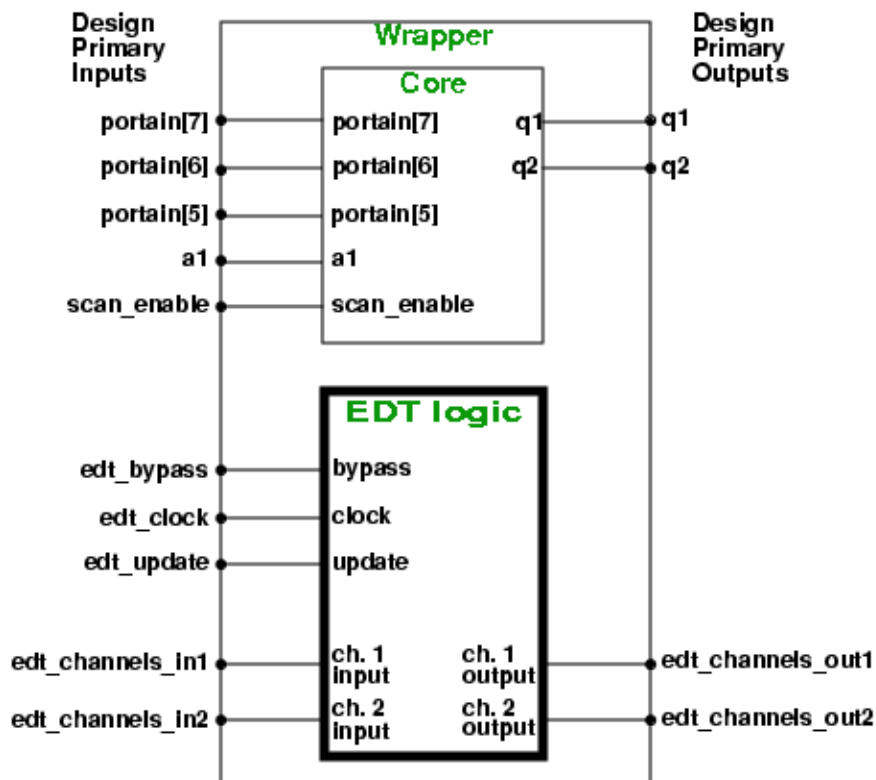 Design
Primary
Inputs
Wrapper
Design
Primary
Outputs
Core
portain[7] portain[7] q1 q1
portain[6] portain[6] q2 q2
portain[5] portain[5]
a1 a1
scan_enable scan_enable
EDT logic
edt_bypass bypass
edt_clock clock
edt_update update
edt_channels_in1 ch. 1 ch. 1 edt_channels_out1
input output
edt_channels_in2 ch. 2 ch. 2 edt_channels_out2
input output